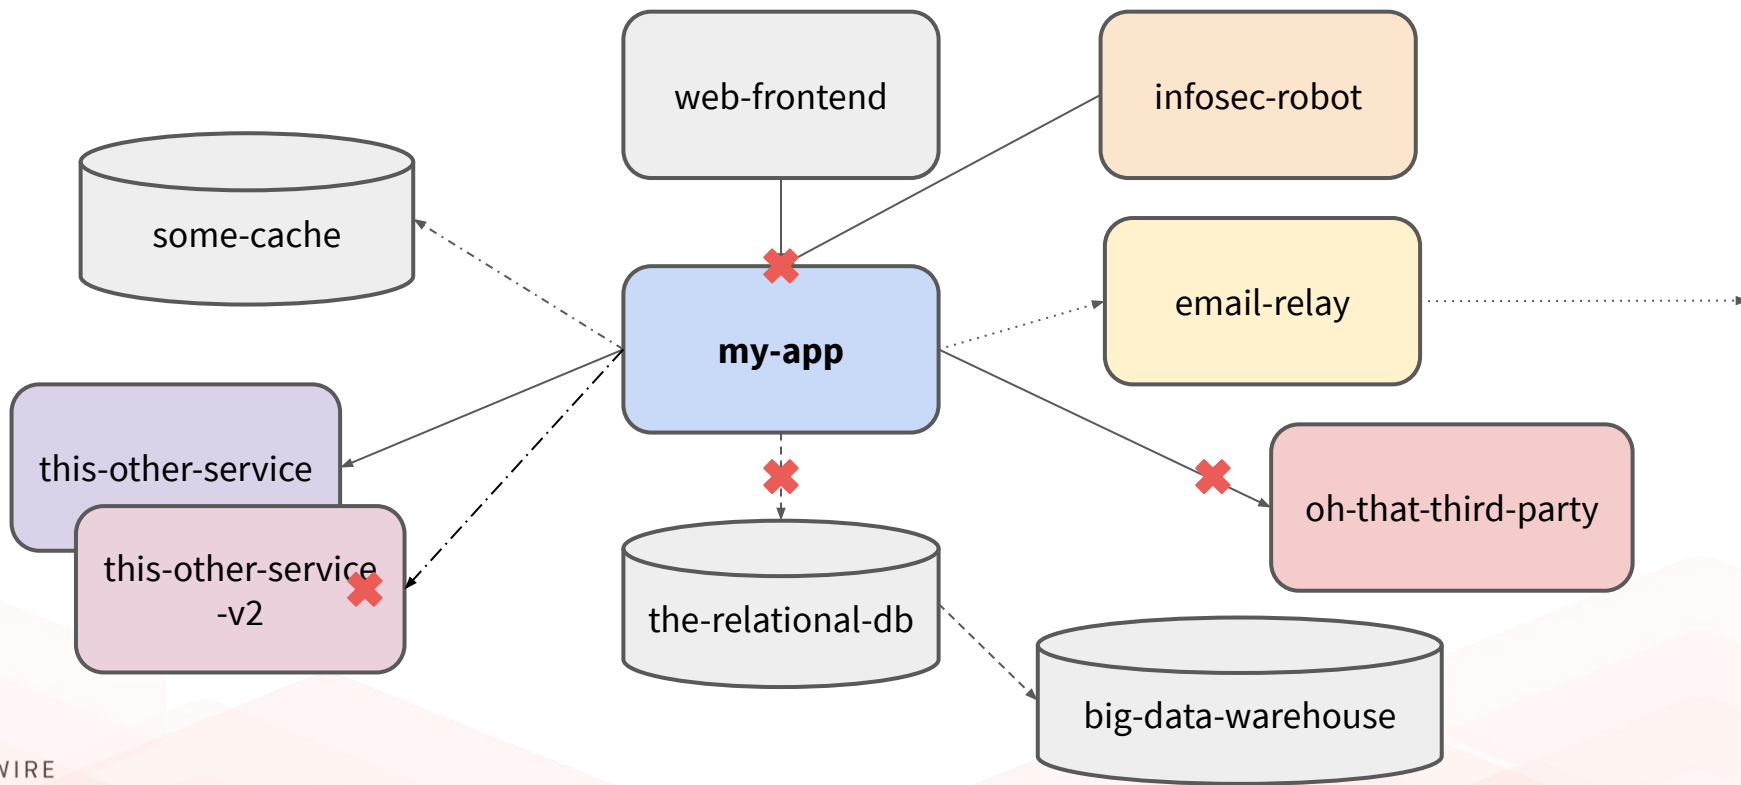 web-frontend
infosec-robot
some-cache
email-relay
my-app
this-other-service
oh-that-third-party
this-other-service
-v2
the-relational-db
big-data-warehouse
WIRE